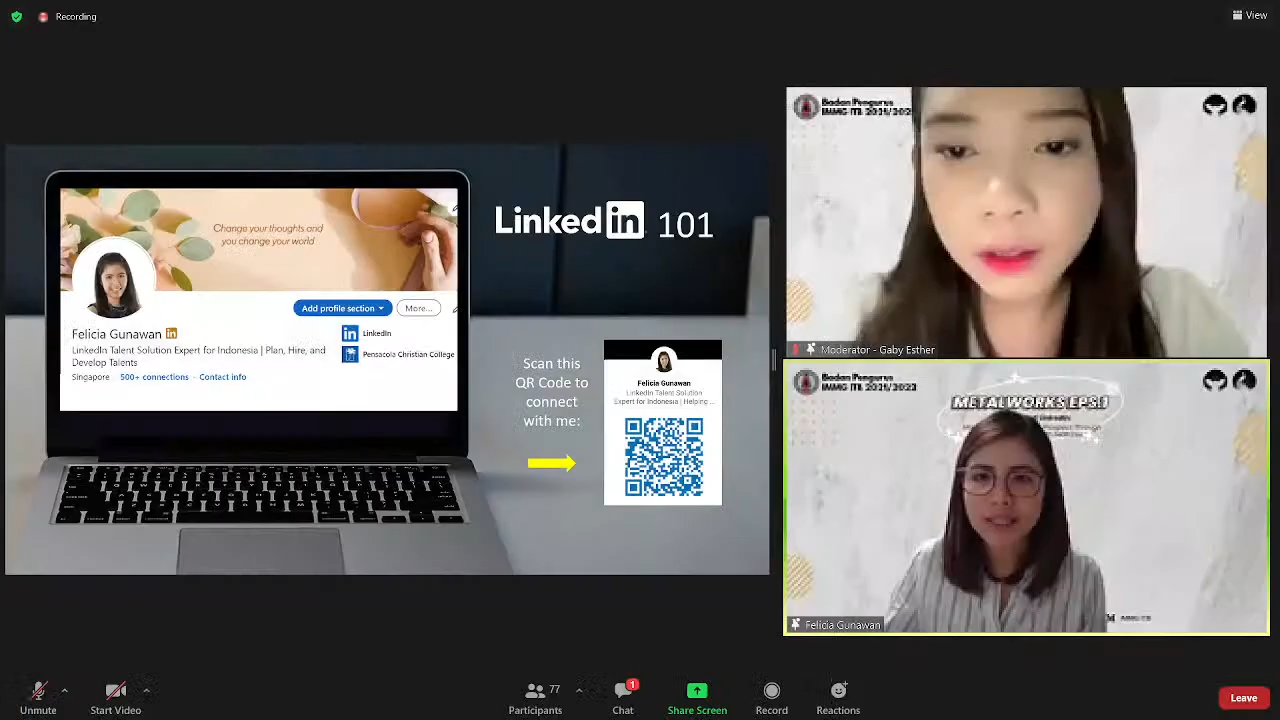 Recording
View
Change your thoughts and
you change your world
Add profile section
More...
Felicia Gunawan in
LinkedIn Talent Solution Expert for Indonesia | Plan, Hire, and
Develop Talents
Singapore 500+ connections · Contact info
in LinkedIn
Pensacola Christian College
LinkedIn 101
Scan this
QR Code to
connect
with me:
Felicia Gunawan
LinkedIn Talent Solution
Expert for Indonesia | Helping ...
Badan Pengurus
Moderator - Gaby Esther
Badan Pengurus
METALWORKS EPS.1
Felicia Gunawan
Unmute
Start Video
Participants
77
Chat
1
Share Screen
Record
Reactions
Leave